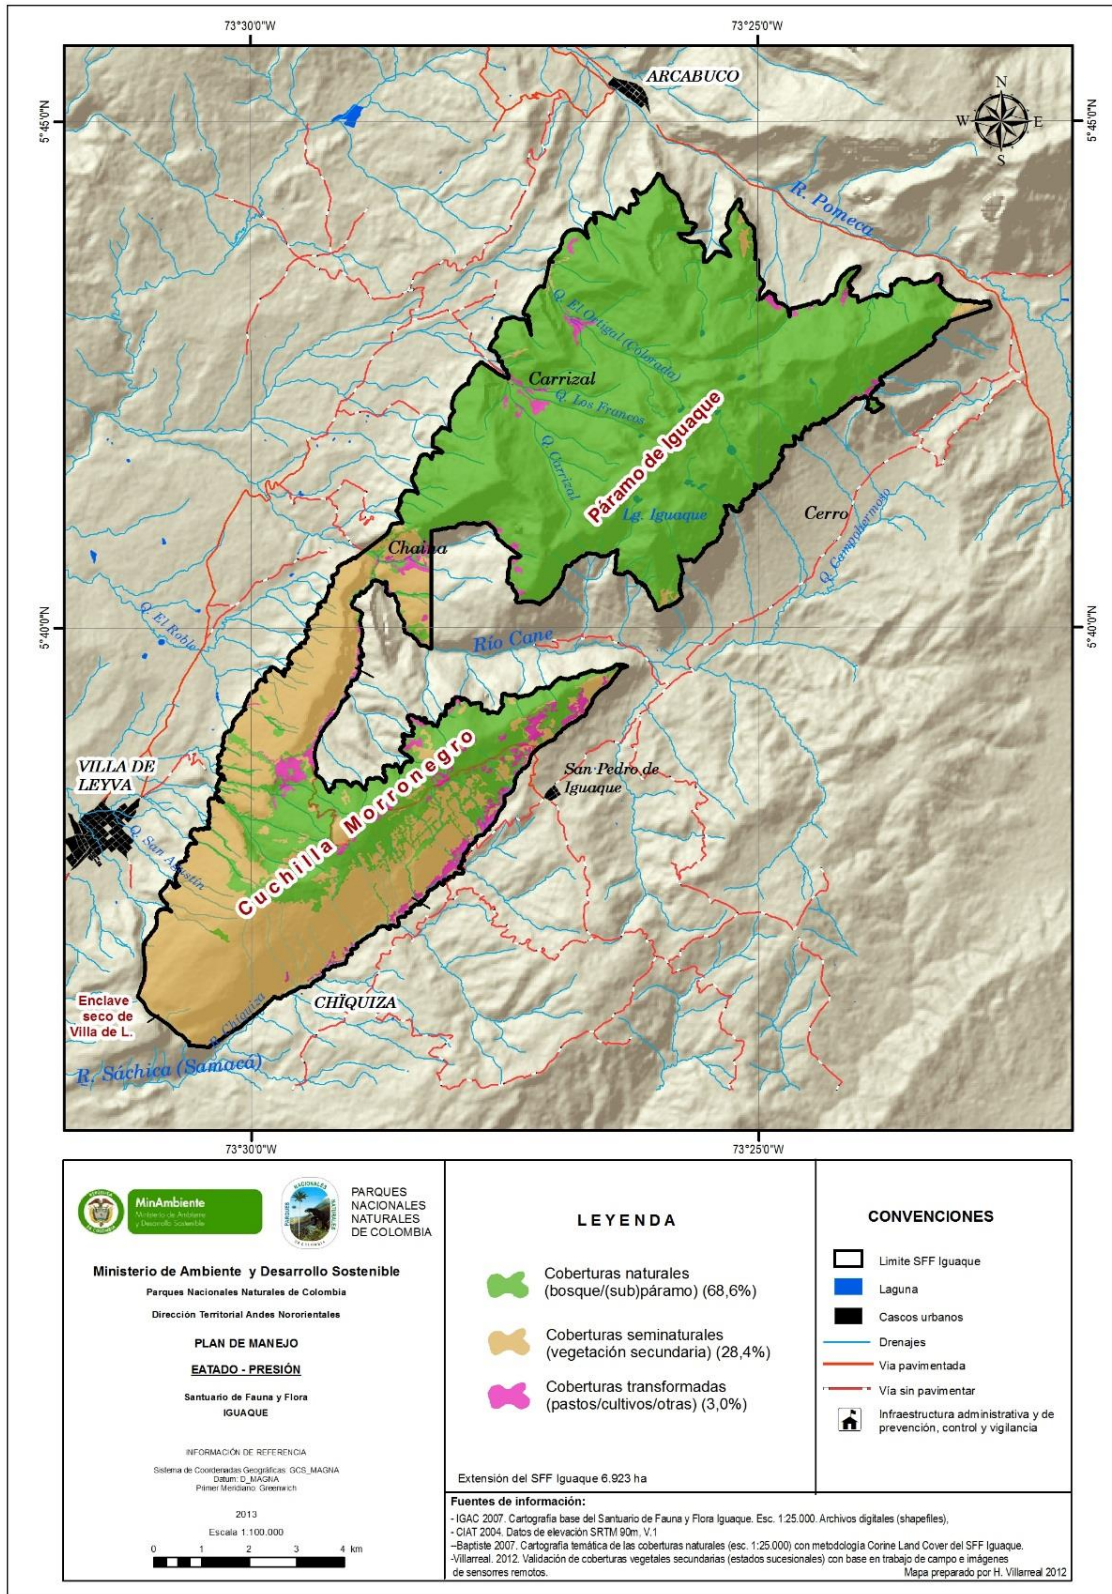 73°30'0"W
73°25'0"W
ARCABUCO
N
W
E
S
5°45'0"N
5°45'0"N
R. Pomeca
Q. El Ortigal (Colorada)
Carrizal
Q. Los Francos
Q. Carrizal
Páramo de Iguaque
Lg. Iguaque
Cerro
Q. Campohermoso
Chaina
Q. El Roble
5°40'0"N
5°40'0"N
Río Cane
VILLA DE
LEYVA
Q. San Agustín
Cuchilla Morronegro
San Pedro de
Iguaque
Enclave
seco de
Villa de L.
R. Chíquiza
CHÏQUIZA
R. Sáchica (Samacá)
73°30'0"W
73°25'0"W
MinAmbiente
Ministerio de Ambiente
y Desarrollo Sostenible
PARQUES
NACIONALES
NATURALES
DE COLOMBIA
Ministerio de Ambiente y Desarrollo Sostenible
Parques Nacionales Naturales de Colombia
Dirección Territorial Andes Nororientales
PLAN DE MANEJO
EATADO - PRESIÓN
Santuario de Fauna y Flora
IGUAQUE
INFORMACIÓN DE REFERENCIA
Sistema de Coordenadas Geográficas: GCS_MAGNA
Datum: D_MAGNA
Primer Meridiano: Greenwich
2013
Escala 1:100.000
0 1 2 3 4 km
LEYENDA
Coberturas naturales
(bosque/(sub)páramo) (68,6%)
Coberturas seminaturales
(vegetación secundaria) (28,4%)
Coberturas transformadas
(pastos/cultivos/otras) (3,0%)
Extensión del SFF Iguaque 6.923 ha
CONVENCIONES
Limite SFF Iguaque
Laguna
Cascos urbanos
Drenajes
Via pavimentada
Vía sin pavimentar
Infraestructura administrativa y de
prevención, control y vigilancia
Fuentes de información:
- IGAC 2007. Cartografía base del Santuario de Fauna y Flora Iguaque. Esc. 1:25.000. Archivos digitales (shapefiles),
- CIAT 2004. Datos de elevación SRTM 90m, V.1
--Baptiste 2007. Cartografía temática de las coberturas naturales (esc. 1:25.000) con metodología Corine Land Cover del SFF Iguaque.
-Villarreal. 2012. Validación de coberturas vegetales secundarias (estados sucesionales) con base en trabajo de campo e imágenes
de sensores remotos.
Mapa preparado por H. Villarreal 2012